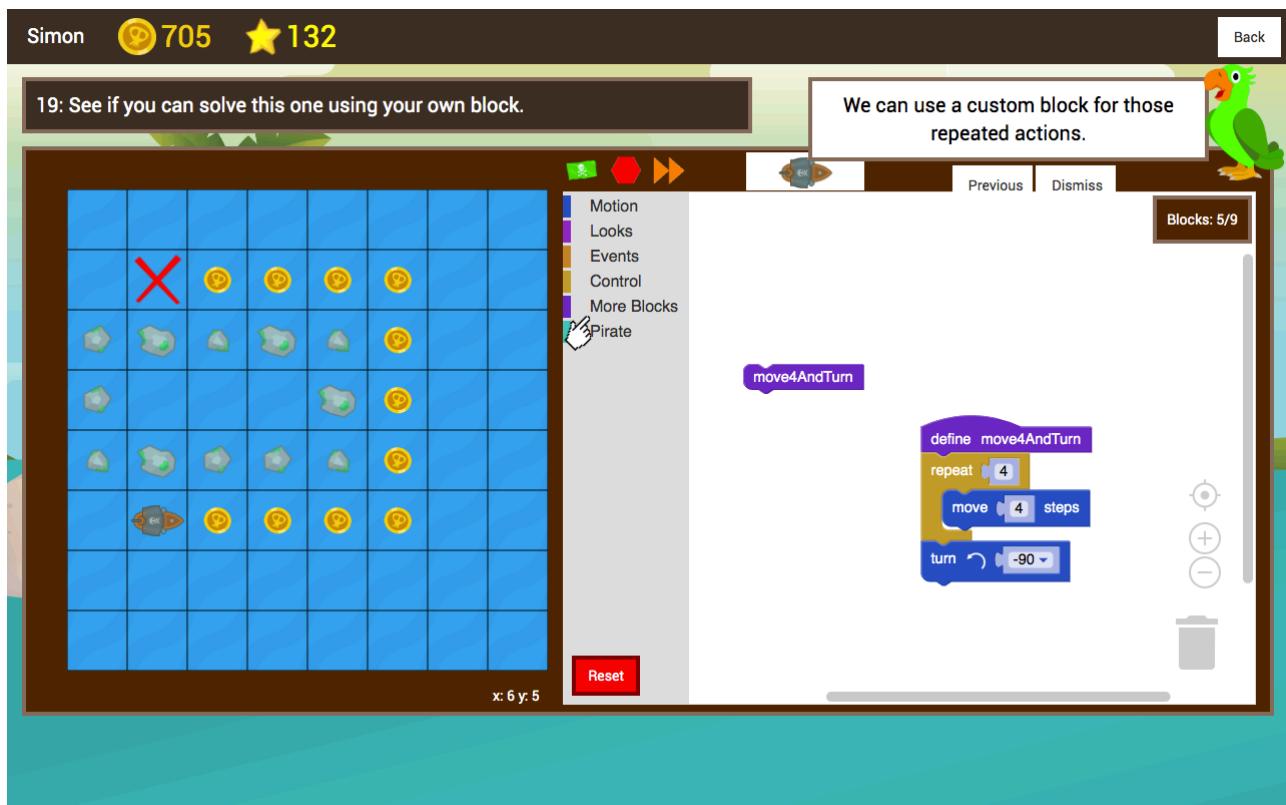 Simon
705
132
Back
19: See if you can solve this one using your own block.
We can use a custom block for those
repeated actions.
Previous
Dismiss
Motion
Looks
Events
Control
More Blocks
Pirate
Blocks: 5/9
move4AndTurn
define move4AndTurn
repeat 4
move 4 steps
turn -90
Reset
x: 6 y: 5